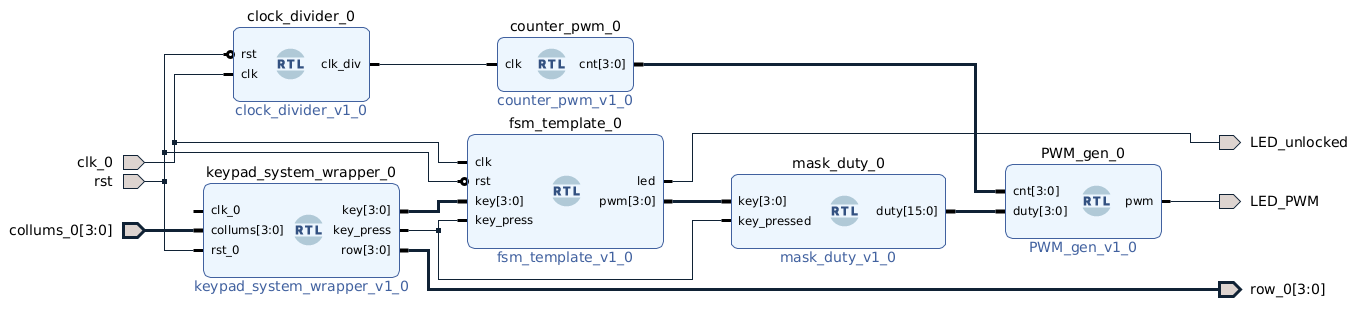 clock_divider_0
rst
clk
RTL
clk_div
clock_divider_v1_0
counter_pwm_0
clk
RTL
cnt[3:0]
counter_pwm_v1_0
clk_0
rst
collums_0[3:0]
keypad_system_wrapper_0
clk_0
collums[3:0]
rst_0
RTL
key[3:0]
key_press
row[3:0]
keypad_system_wrapper_v1_0
fsm_template_0
clk
rst
key[3:0]
key_press
RTL
led
pwm[3:0]
fsm_template_v1_0
mask_duty_0
key[3:0]
key_pressed
RTL
duty[15:0]
mask_duty_v1_0
PWM_gen_0
cnt[3:0]
duty[3:0]
RTL
pwm
PWM_gen_v1_0
LED_unlocked
LED_PWM
row_0[3:0]